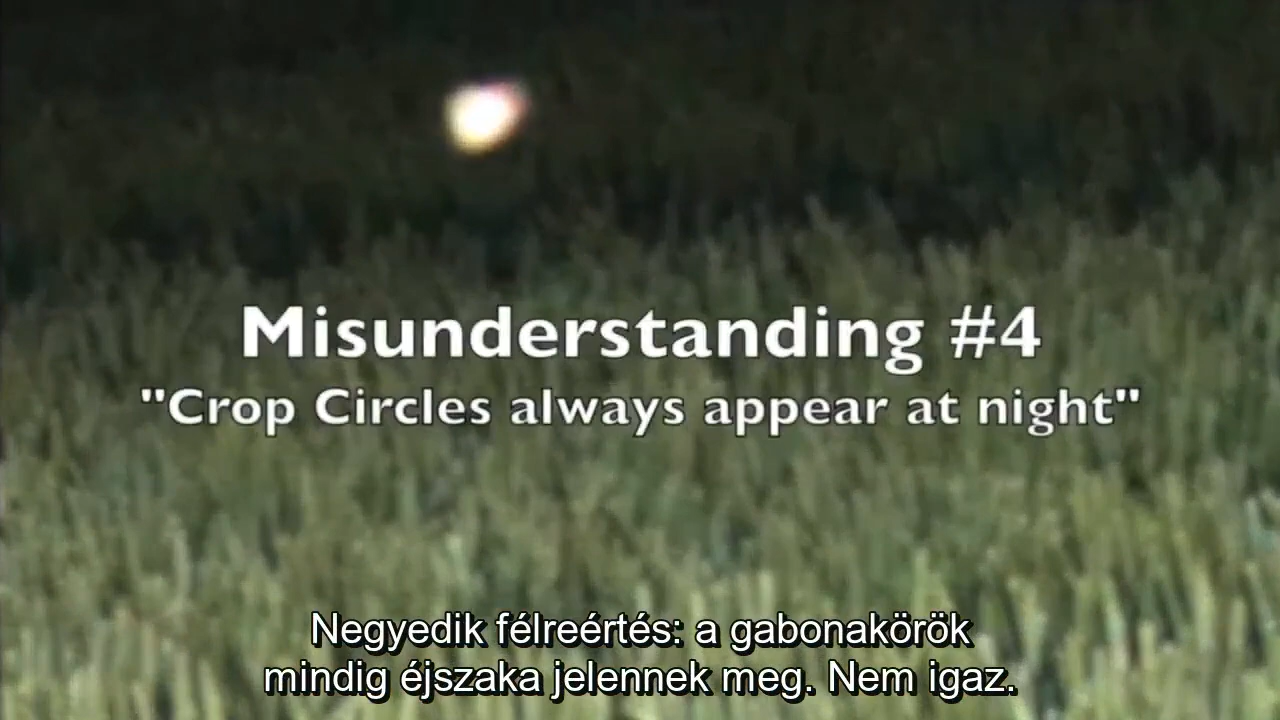 Misunderstanding #4
"Crop Circles always appear at night"
Negyedik félreértés: a gabonakörök
mindig éjszaka jelennek meg. Nem igaz.